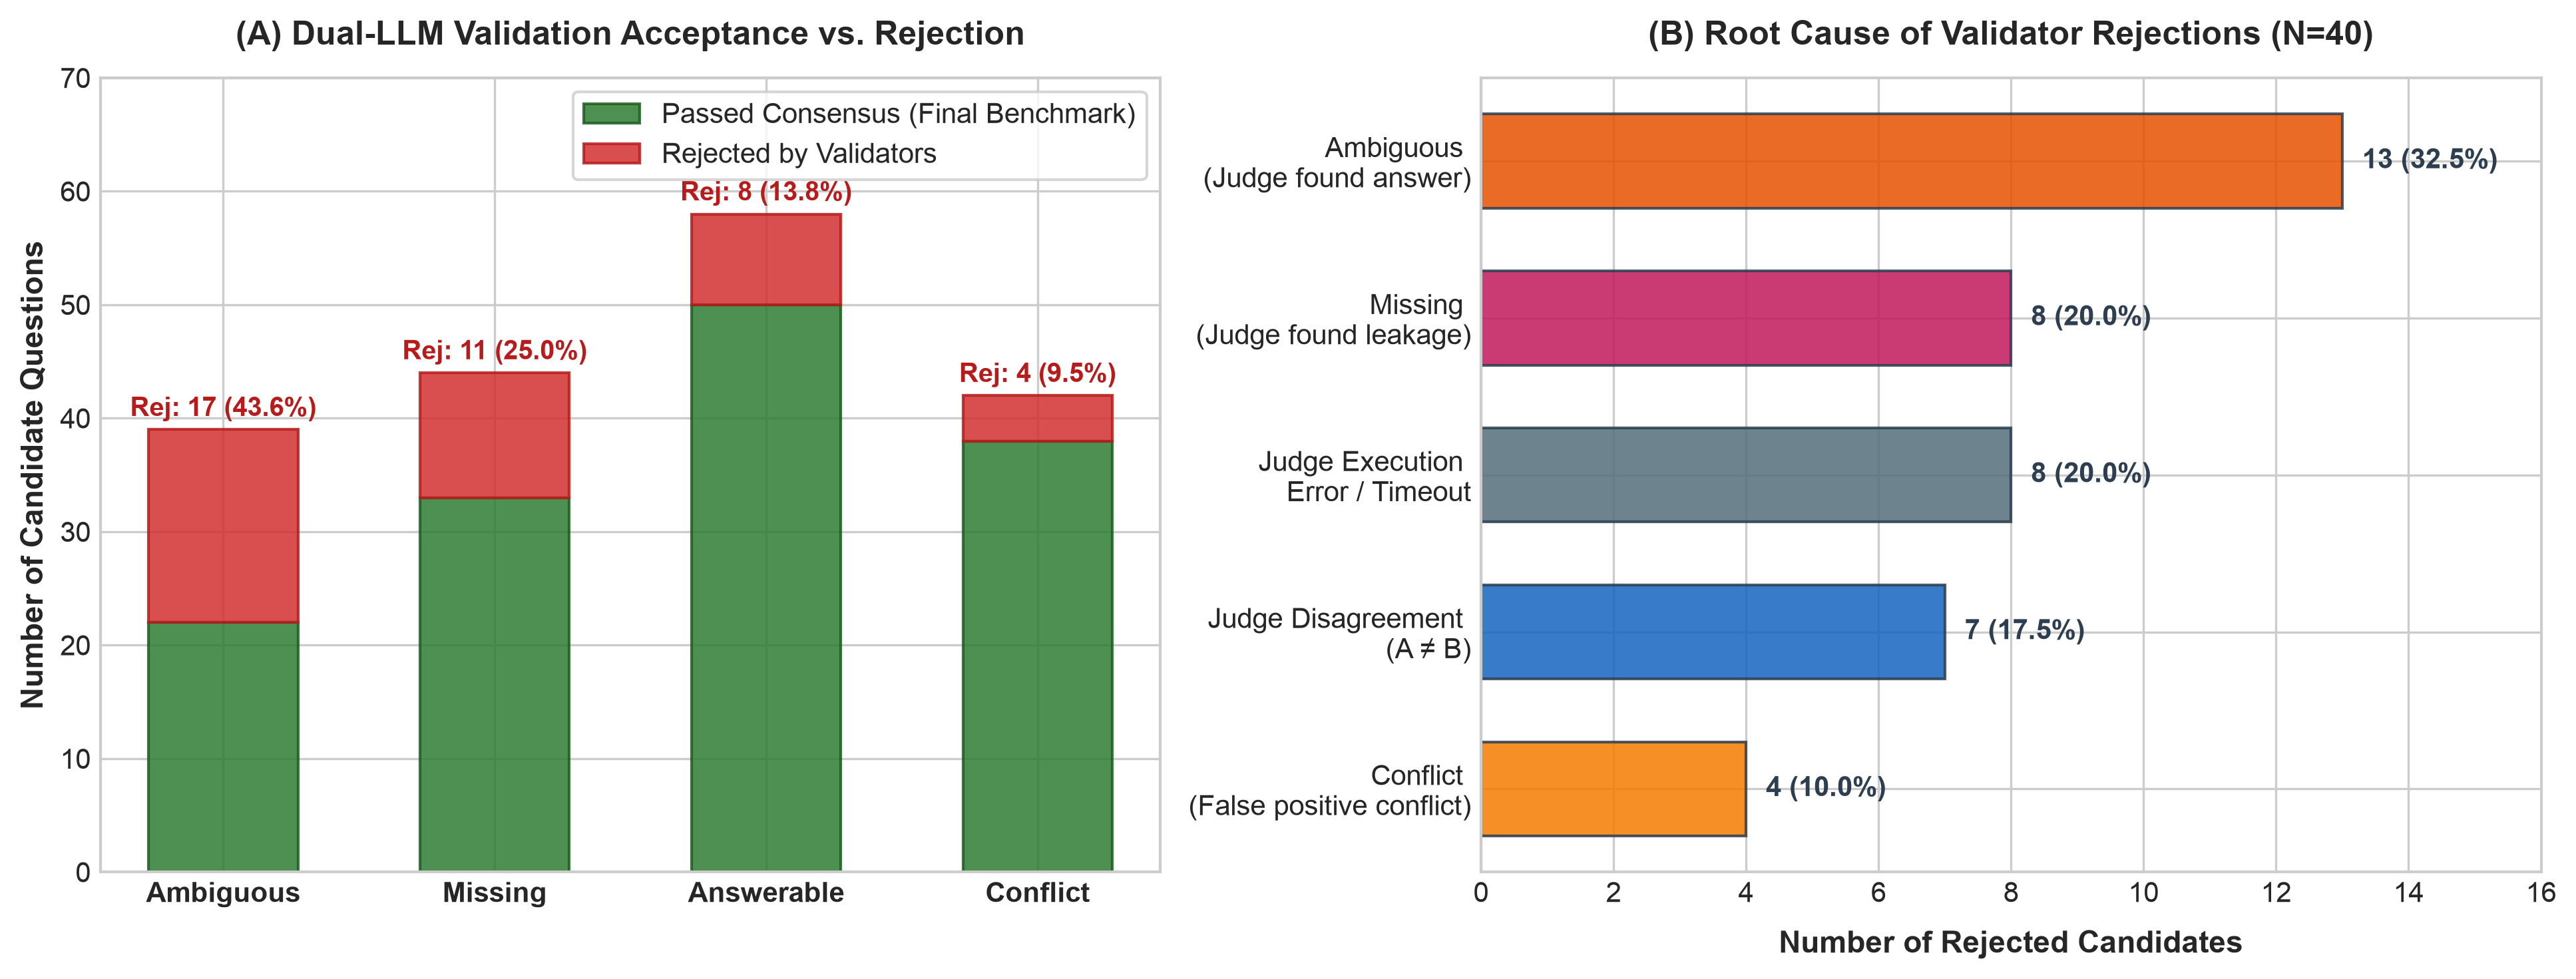 (A) Dual-LLM Validation Acceptance vs. Rejection
Number of Candidate Questions
70
60
50
40
30
20
10
0
Passed Consensus (Final Benchmark)
Rejected by Validators
Rej: 17 (43.6%)
Rej: 11 (25.0%)
Rej: 8 (13.8%)
Rej: 4 (9.5%)
Ambiguous
Missing
Answerable
Conflict
(B) Root Cause of Validator Rejections (N=40)
Ambiguous
(Judge found answer)
13 (32.5%)
Missing
(Judge found leakage)
8 (20.0%)
Judge Execution
Error / Timeout
8 (20.0%)
Judge Disagreement
(A ≠ B)
7 (17.5%)
Conflict
(False positive conflict)
4 (10.0%)
0
2
4
6
8
10
12
14
16
Number of Rejected Candidates